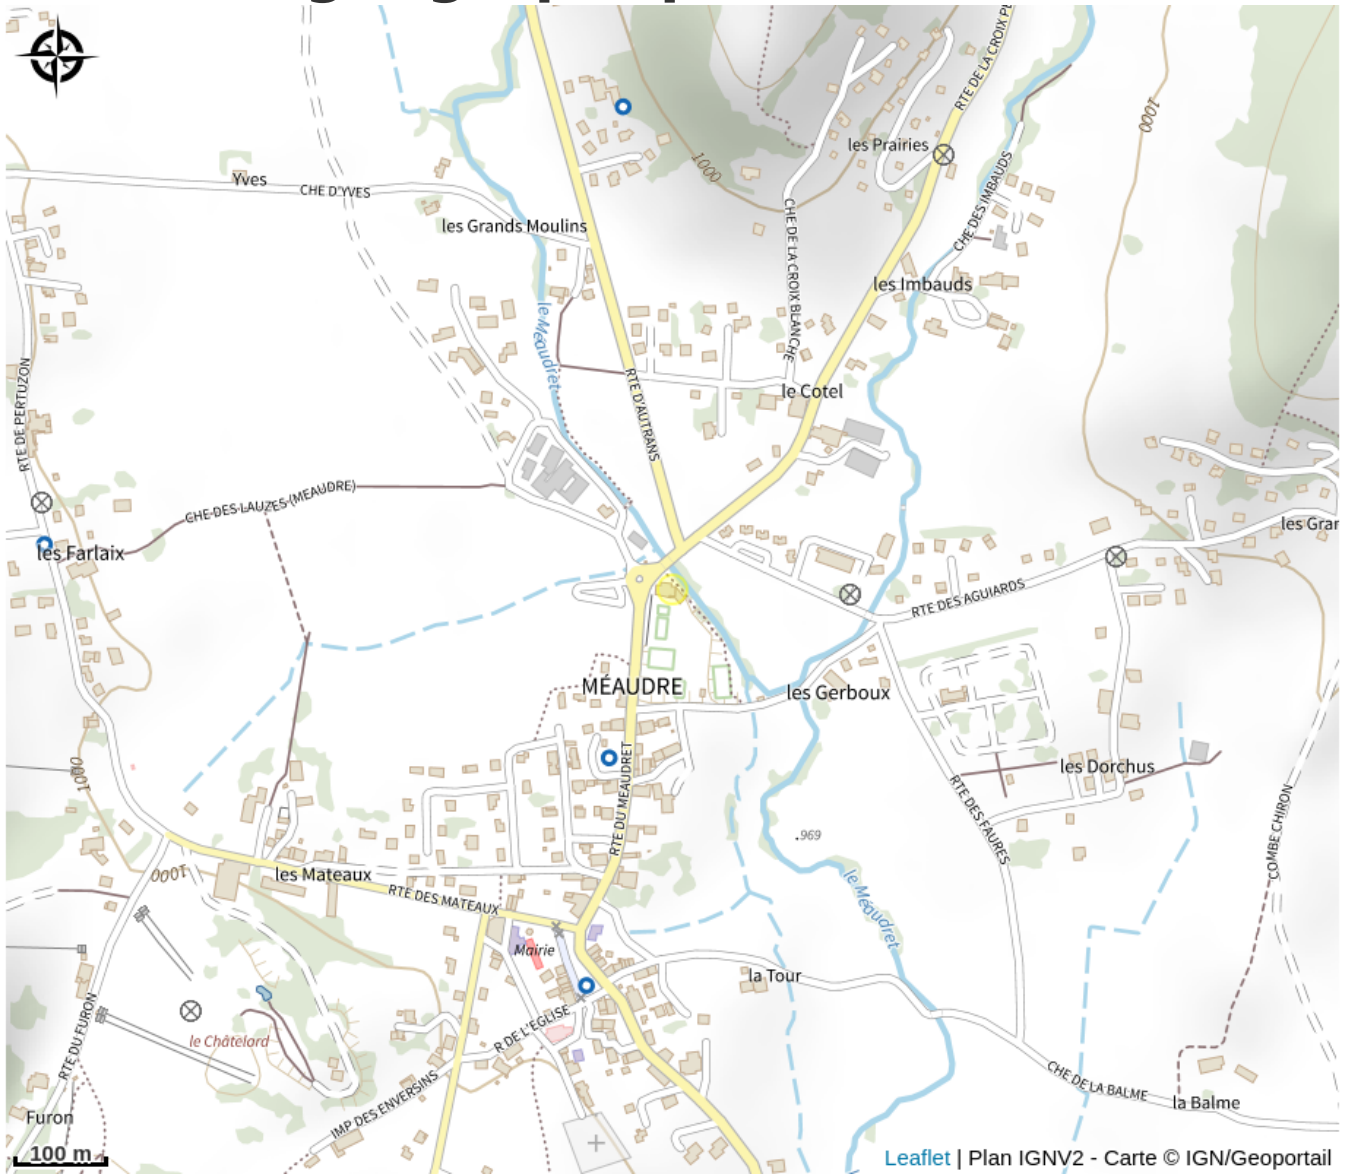 RTE DE LA CROIX
1000
les Prairies
1000
Yves
CHE D'YVES
CHE DES IMBAUDS
les Grands Moulins
CHE DE LA CROIX BLANCHE
les Imbauds
le Méaudret
RTE DE PERTUZON
RTE D'AUTRANS
le Cotel
CHE DES LAUZES (MEAUDRE)
les Farlaix
RTE DES AGUIARDS
MÉAUDRE
les Gerboux
1000
RTE DU MEAUDRET
les Dorchus
RTE DES FAURES
.969
COMBE CHIRON
1000
les Mateaux
RTE DES MATEAUX
le Méaudret
Mairie
la Tour
RTE DU FURON
R DE L'EGLISE
le Châtelard
CHE DE LA BALME
IMP DES ENVERSINS
la Balme
Furon
100 m
Leaflet | Plan IGNV2 - Carte © IGN/Geoportail